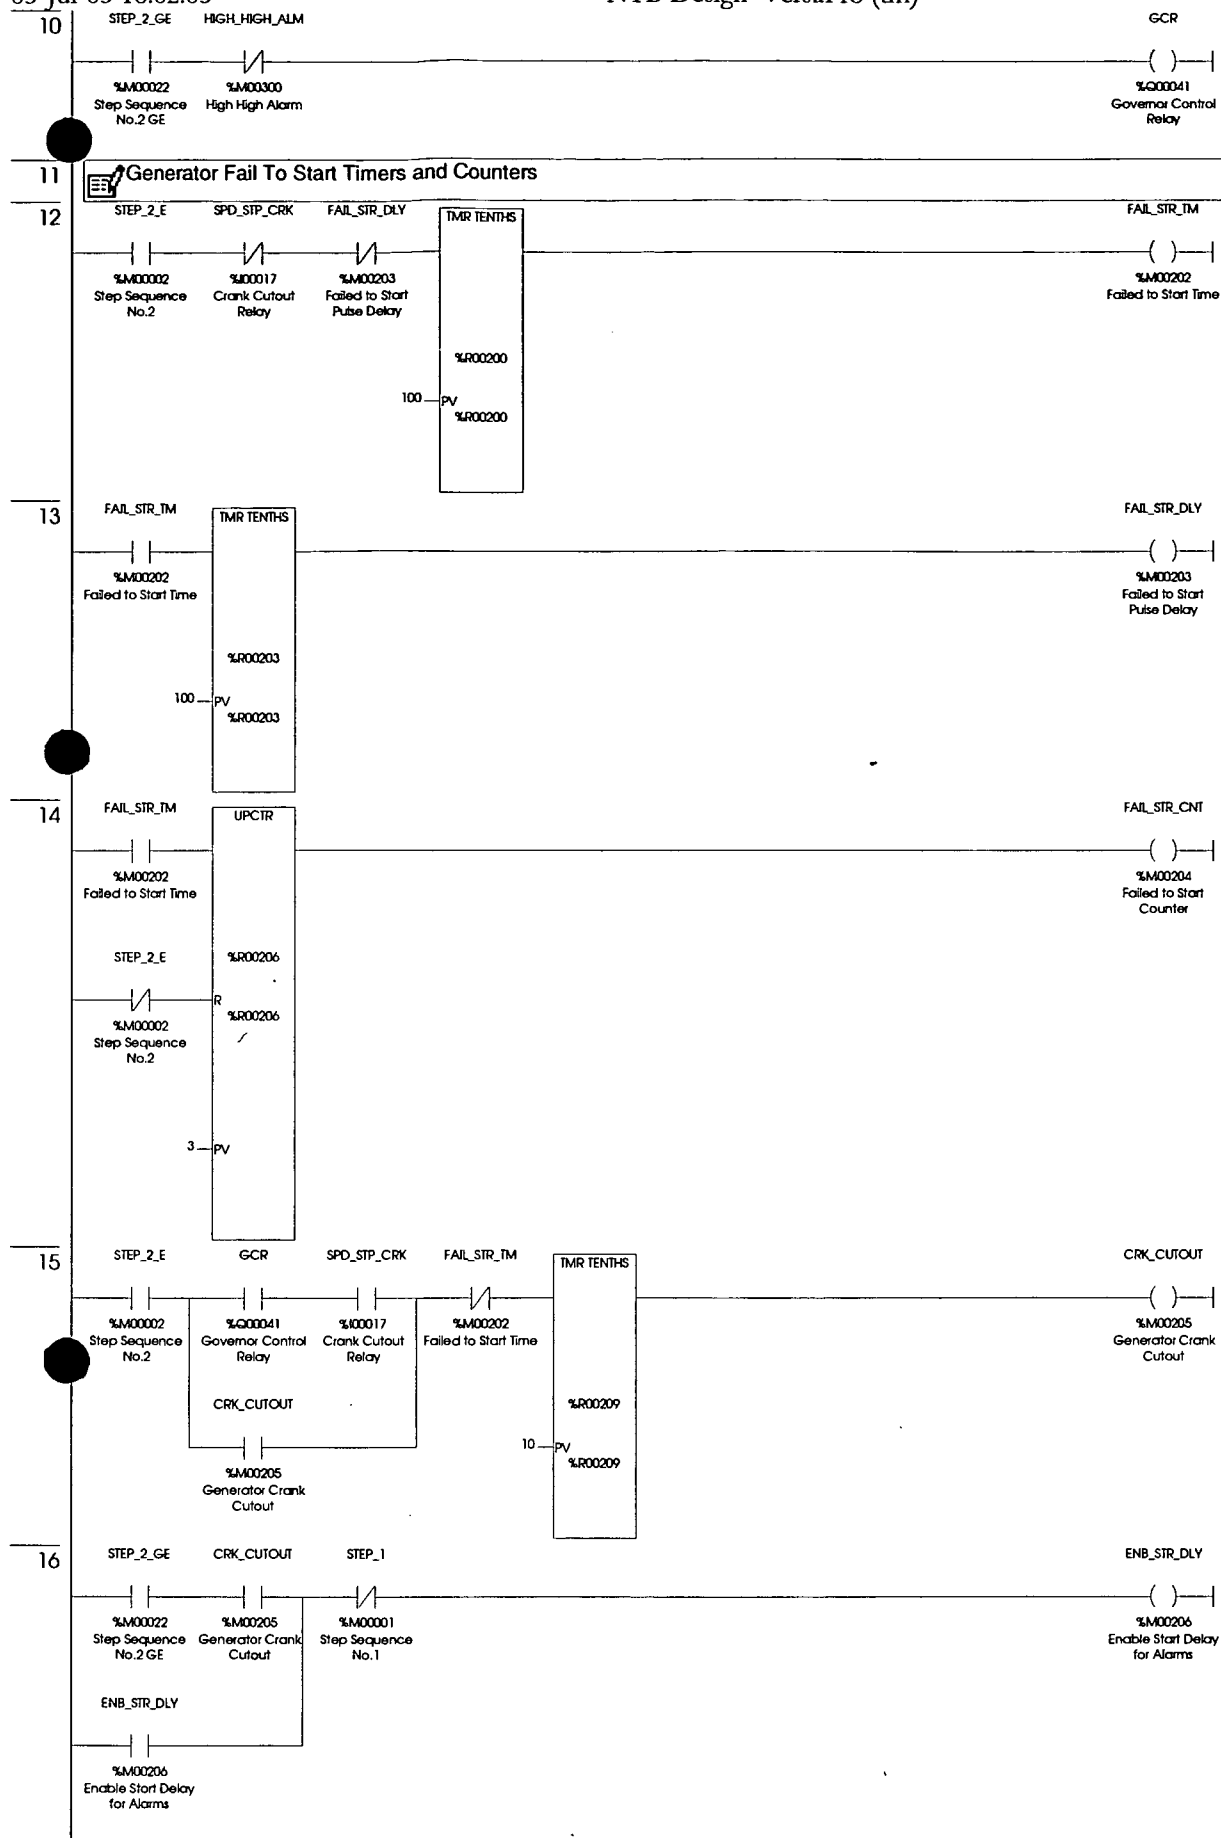 10
STEP_2_GE HIGH_HIGH_ALM GCR
%M00022 %M00300 %Q00041
Step Sequence High High Alarm Governor Control
No.2 GE Relay
11 Generator Fail To Start Timers and Counters
12
STEP_2_E SPD_STP_CRK FAIL_STR_DLY TMR TENTHS FAIL_STR_TM
%M00002 %I00017 %M00203 %M00202
Step Sequence Crank Cutout Failed to Start Failed to Start Time
No.2 Relay Pulse Delay
%R00200
100 PV
%R00200
13
FAIL_STR_TM TMR TENTHS FAIL_STR_DLY
%M00202 %M00203
Failed to Start Time Failed to Start
Pulse Delay
%R00203
100 PV
%R00203
14
FAIL_STR_TM UPCTR FAIL_STR_CNT
%M00202 %M00204
Failed to Start Time Failed to Start
Counter
STEP_2_E %R00206
R
%M00002 %R00206
Step Sequence
No.2
3 PV
15
STEP_2_E GCR SPD_STP_CRK FAIL_STR_TM TMR TENTHS CRK_CUTOUT
%M00002 %Q00041 %I00017 %M00202 %M00205
Step Sequence Governor Control Crank Cutout Failed to Start Time Generator Crank
No.2 Relay Relay Cutout
CRK_CUTOUT %R00209
10 PV
%M00205 %R00209
Generator Crank
Cutout
16
STEP_2_GE CRK_CUTOUT STEP_1 ENB_STR_DLY
%M00022 %M00205 %M00001 %M00206
Step Sequence Generator Crank Step Sequence Enable Start Delay
No.2 GE Cutout No.1 for Alarms
ENB_STR_DLY
%M00206
Enable Start Delay
for Alarms